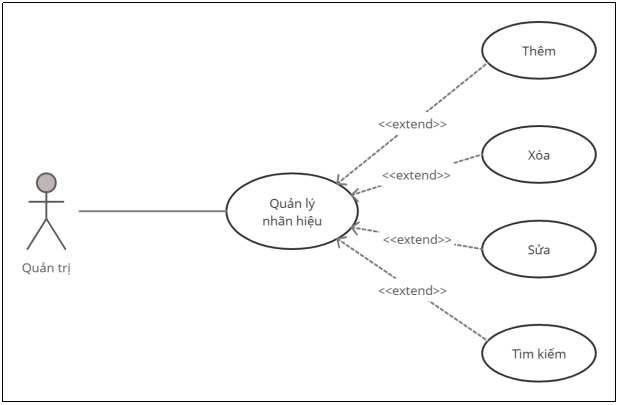 Thêm
<<extend>>
Xóa
<<extend>>
Quản lý
nhãn hiệu
<<extend>>
Sửa
Quản trị
<<extend>>
Tìm kiếm